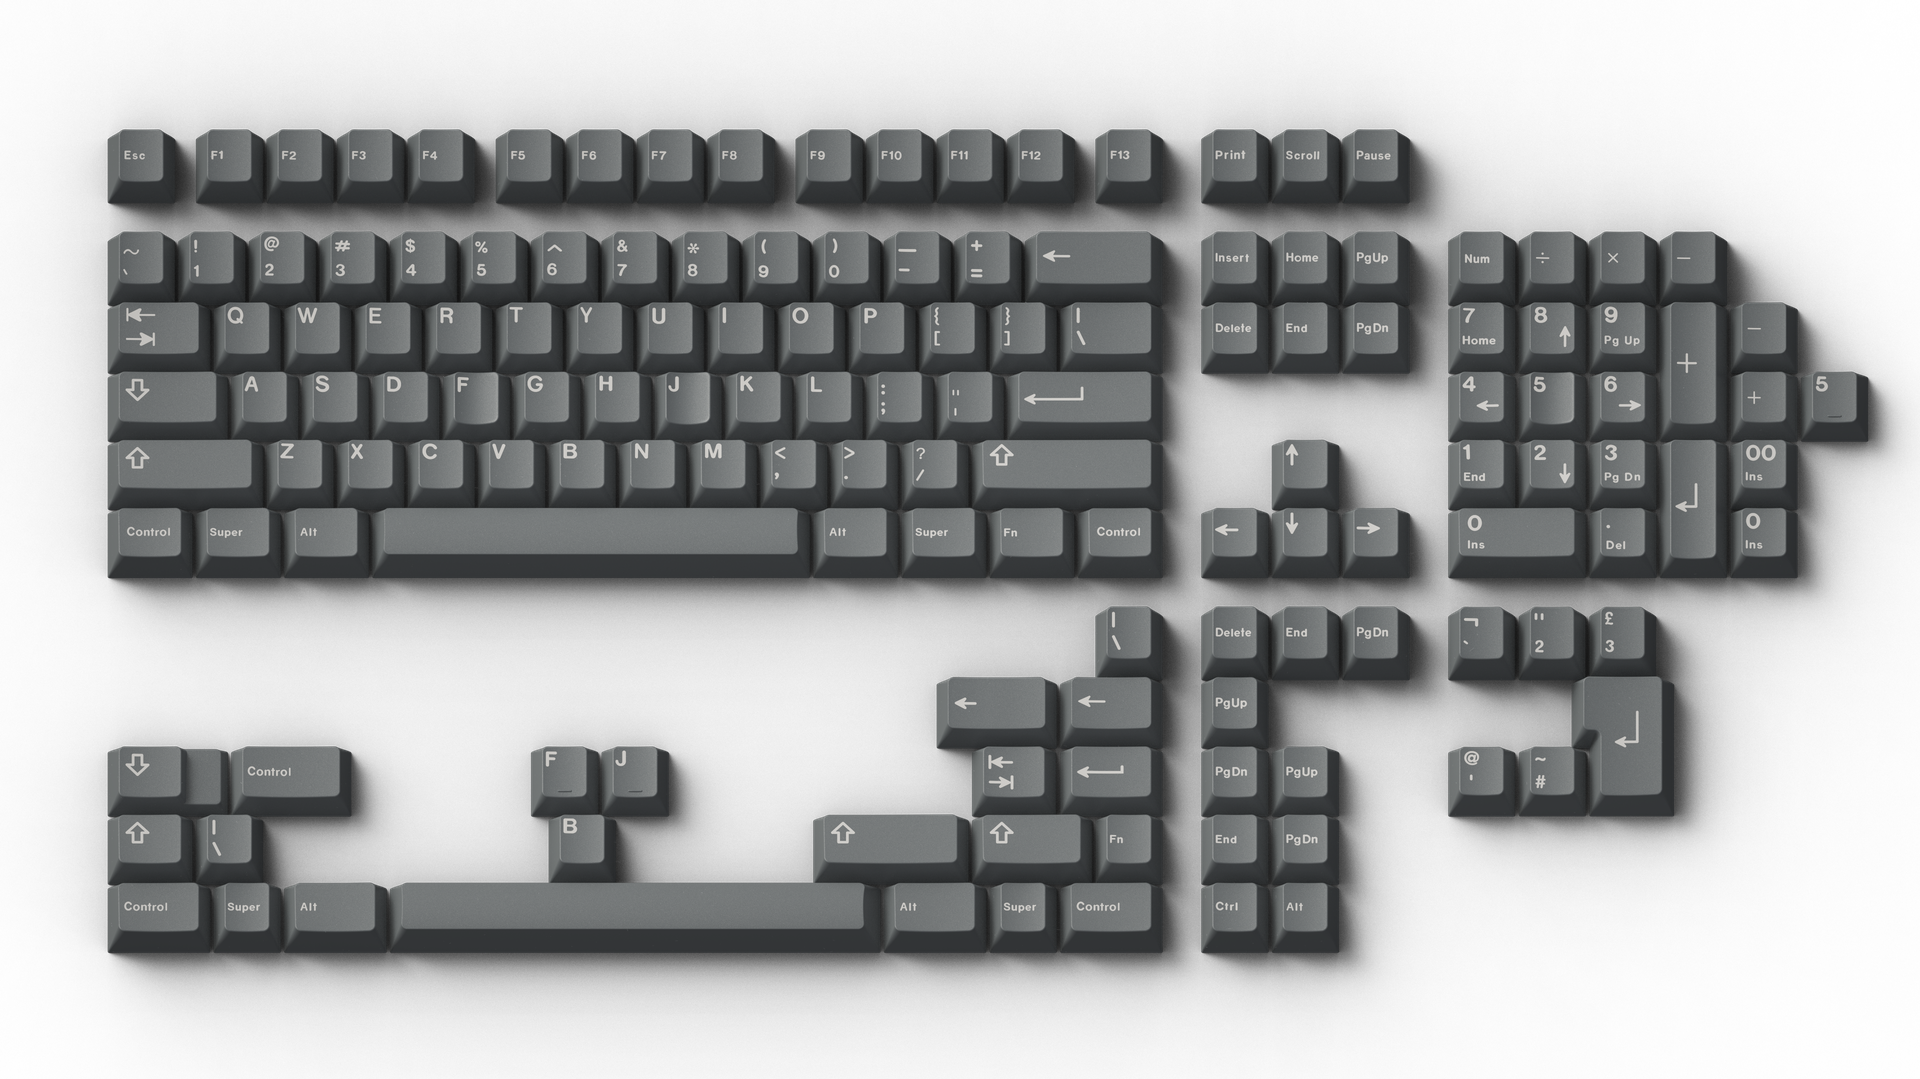 Esc F1 F2 F3 F4 F5 F6 F7 F8 F9 F10 F11 F12 F13 Print Scroll Pause
~ ! @ # $ % ^ & * ( ) — +
` 1 2 3 4 5 6 7 8 9 0 - = ← Insert Home PgUp Num ÷ × −
⇤ Q W E R T Y U I O P { } | 7 8 9
⇥ [ ] \ Delete End PgDn Home ↑ Pg Up + −
⇩ A S D F G H J K L : " 4 5 6 5
; ' ⏎ ← → + _
⇧ Z X C V B N M < > ? ⇧ ↑ 1 2 3 00
, . / End ↓ Pg Dn ↵ Ins
Control Super Alt Alt Super Fn Control ← ↓ → 0 . 0
Ins Del Ins
| Delete End PgDn ¬ " £
\ ` 2 3
← ← PgUp ↵
⇩ Control F J ⇤ ⏎ PgDn PgUp @ ~
_ _ ⇥ ' #
⇧ | B ⇧ ⇧ Fn End PgDn
\
Control Super Alt Alt Super Control Ctrl Alt